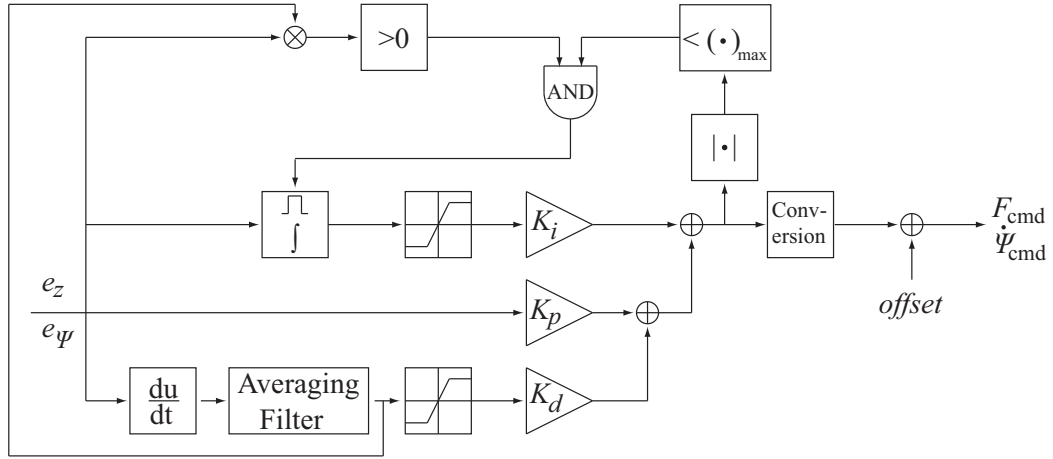 >0
< (•)max
AND
|•|
∫
Ki
Conv-
ersion
Fcmd
Ψ̇cmd
ez
eΨ
Kp
offset
du
dt
Averaging
Filter
Kd